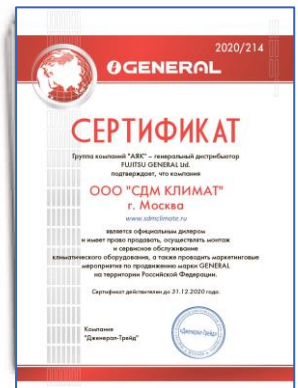 2020/214
GENERAL
СЕРТИФИКАТ
Группа компаний "АЯК" – генеральный дистрибьютор
FUJITSU GENERAL Ltd.
подтверждает, что компания
ООО "СДМ КЛИМАТ"
г. Москва
www.sdmclimate.ru
является официальным дилером
и имеет право продавать, осуществлять монтаж
и сервисное обслуживание
климатического оборудования, а также проводить маркетинговые
мероприятия по продвижению марки GENERAL
на территории Российской Федерации.
Сертификат действителен до 31.12.2020 года.
Компания
"Дженерал-Трейд"
«Дженерал-Трейд»